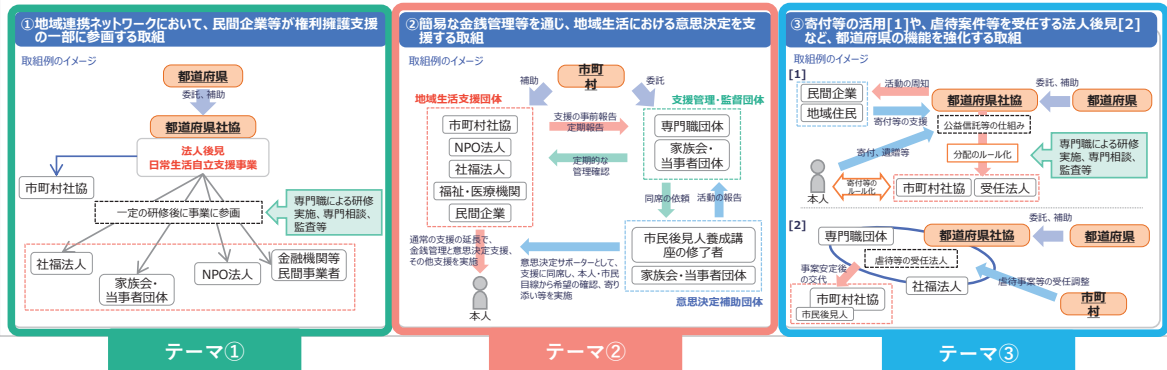 ①地域連携ネットワークにおいて、民間企業等が権利擁護支援
の一部に参画する取組
取組例のイメージ
都道府県
委託、補助
都道府県社協
法人後見
日常生活自立支援事業
市町村社協
一定の研修後に事業に参画
専門職による研修
実施、専門相談、
監査等
社福法人
家族会・
当事者団体
NPO法人
金融機関等
民間事業者
テーマ①
②簡易な金銭管理等を通じ、地域生活における意思決定を支
援する取組
取組例のイメージ
市町
村
補助
委託
地域生活支援団体
支援管理・監督団体
市町村社協
NPO法人
社福法人
福祉・医療機関
民間企業
支援の事前報告
定期報告
定期的な
管理確認
専門職団体
家族会・
当事者団体
同席の依頼
活動の報告
通常の支援の延長で、
金銭管理と意思決定支援、
その他支援を実施
本人
意思決定サポーターとして、
支援に同席し、本人・市民
目線から希望の確認、寄り
添い等を実施
市民後見人養成講
座の修了者
家族会・当事者団体
意思決定補助団体
テーマ②
③寄付等の活用[1]や、虐待案件等を受任する法人後見[2]
など、都道府県の機能を強化する取組
取組例のイメージ
[1]
民間企業
地域住民
活動の周知
寄付等の支援
都道府県社協
委託、補助
都道府県
公益信託等の仕組み
寄付、遺贈等
分配のルール化
専門職による研修
実施、専門相談、
監査等
本人
寄付等の
ルール化
市町村社協
受任法人
[2]
専門職団体
都道府県社協
委託、補助
都道府県
虐待等の受任法人
社福法人
事案安定後
の交代
市町村社協
市民後見人
虐待事案等の受任調整
市町
村
テーマ③